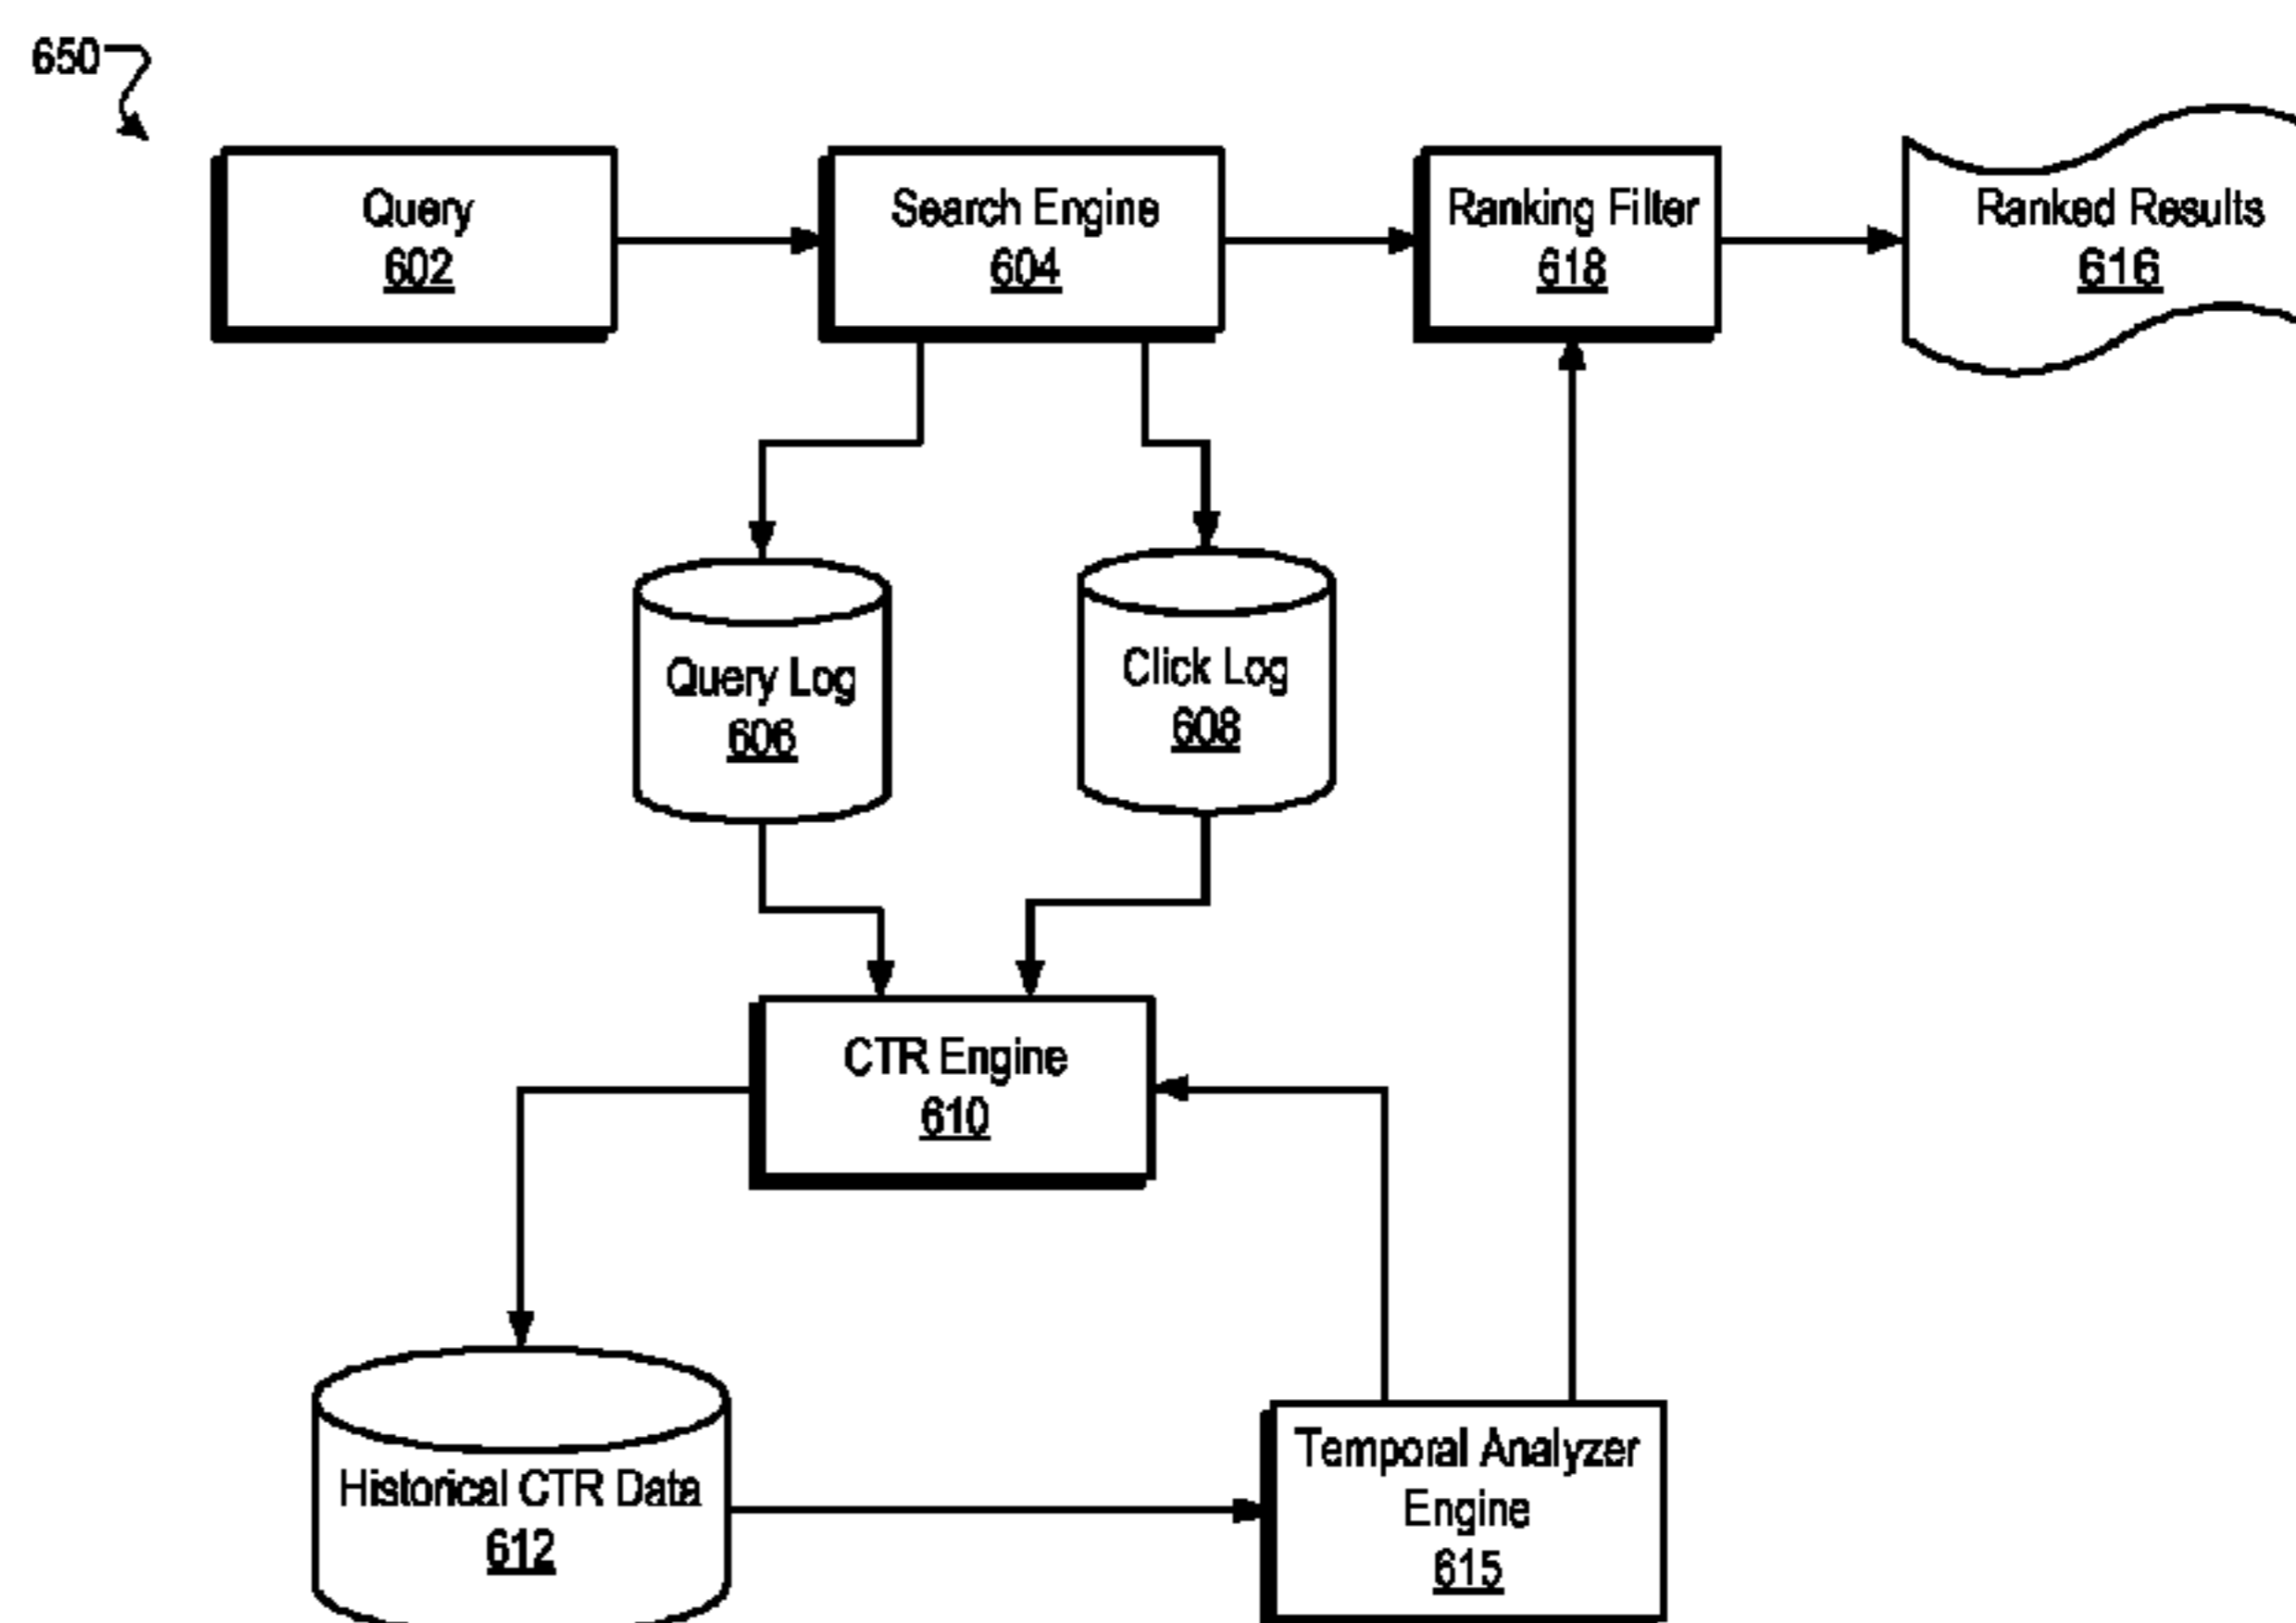 650
Query
602
Search Engine
604
Ranking Filter
618
Ranked Results
616
Query Log
606
Click Log
608
CTR Engine
610
Historical CTR Data
612
Temporal Analyzer
Engine
615